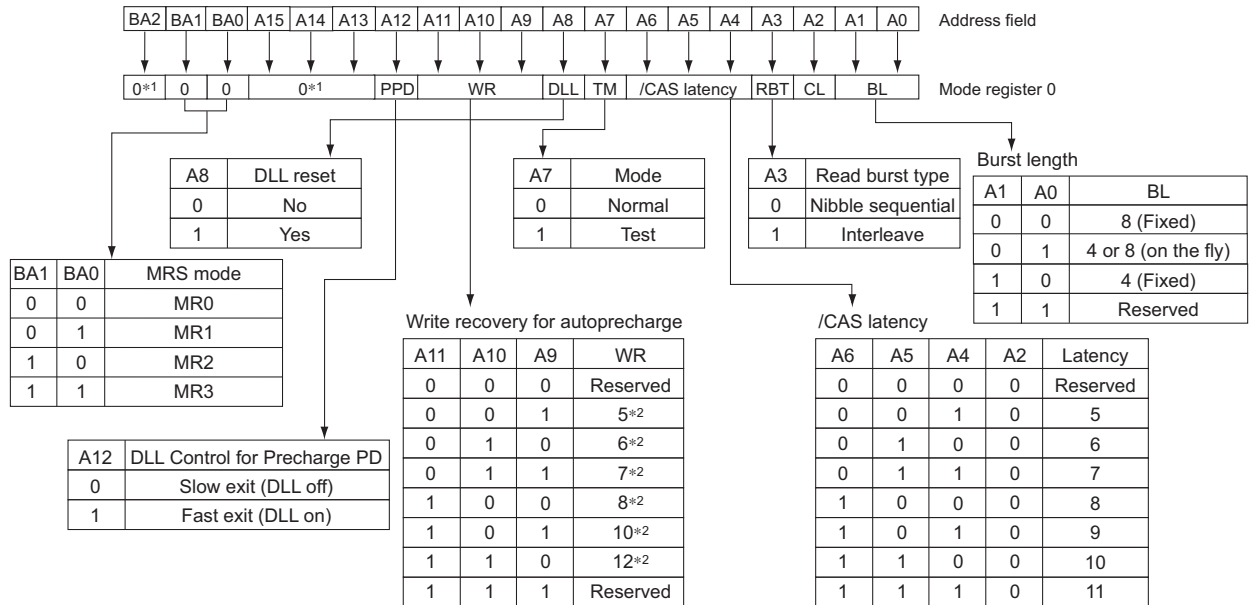 BA2 BA1 BA0 A15 A14 A13 A12 A11 A10 A9 A8 A7 A6 A5 A4 A3 A2 A1 A0 Address field
0*1 0 0 0*1 PPD WR DLL TM /CAS latency RBT CL BL Mode register 0
A8 DLL reset
0 No
1 Yes
A7 Mode
0 Normal
1 Test
A3 Read burst type
0 Nibble sequential
1 Interleave
Burst length
A1 A0 BL
0 0 8 (Fixed)
0 1 4 or 8 (on the fly)
1 0 4 (Fixed)
1 1 Reserved
BA1 BA0 MRS mode
0 0 MR0
0 1 MR1
1 0 MR2
1 1 MR3
A12 DLL Control for Precharge PD
0 Slow exit (DLL off)
1 Fast exit (DLL on)
Write recovery for autoprecharge
A11 A10 A9 WR
0 0 0 Reserved
0 0 1 5*2
0 1 0 6*2
0 1 1 7*2
1 0 0 8*2
1 0 1 10*2
1 1 0 12*2
1 1 1 Reserved
/CAS latency
A6 A5 A4 A2 Latency
0 0 0 0 Reserved
0 0 1 0 5
0 1 0 0 6
0 1 1 0 7
1 0 0 0 8
1 0 1 0 9
1 1 0 0 10
1 1 1 0 11